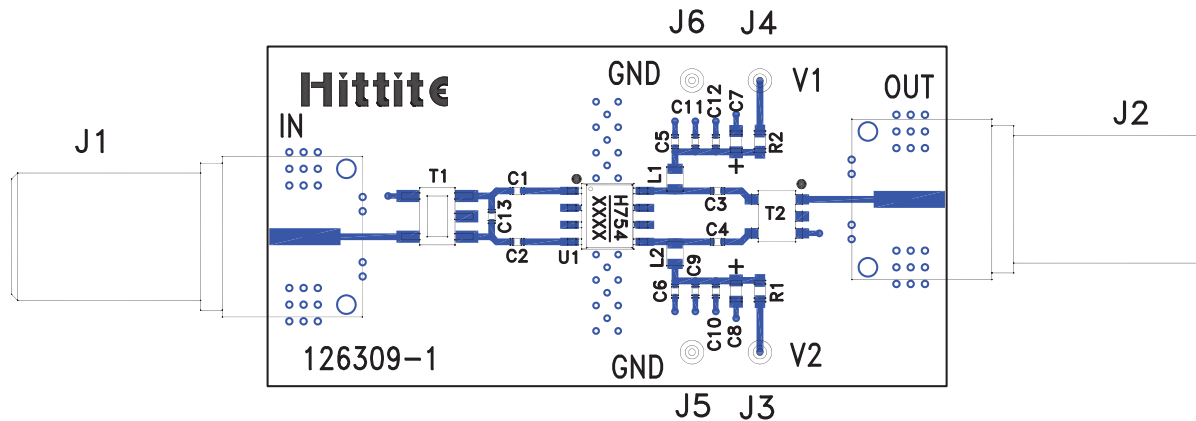 J6 J4
GND V1 OUT
Hittite
J1 IN J2
C5 C11 C12 C7 R2
+
T1 C1 L1 C3 T2
C13 H754
XXXX
C2 U1 L2 C4
C6 C9 + R1
C10 C8
126309-1 GND V2
J5 J3